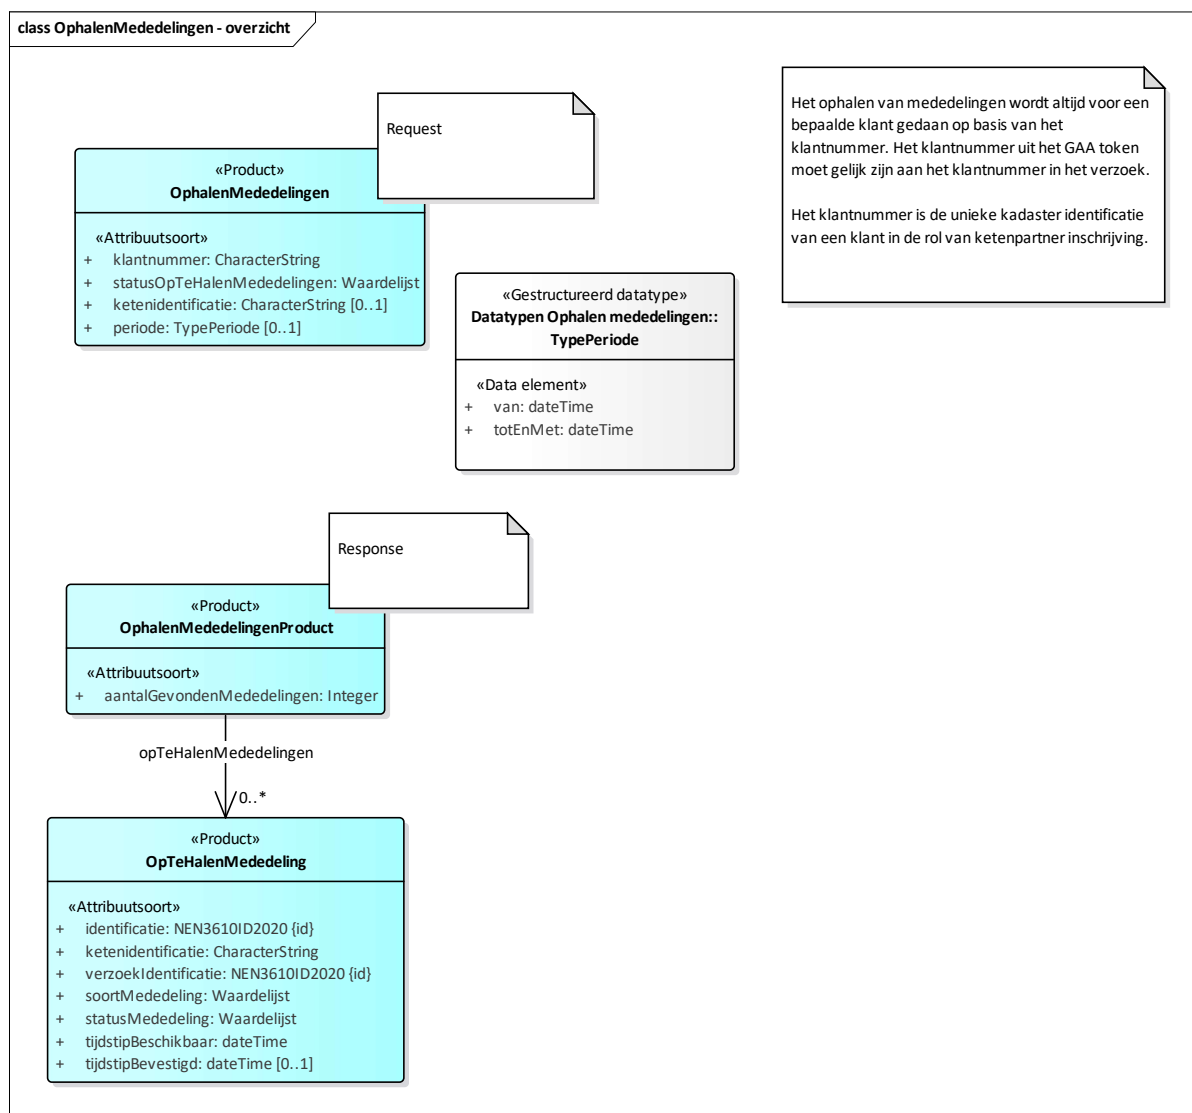 class OphalenMededelingen - overzicht
Request
«Product»
OphalenMededelingen
«Attribuutsoort»
+ klantnummer: CharacterString
+ statusOpTeHalenMededelingen: Waardelijst
+ ketenidentificatie: CharacterString [0..1]
+ periode: TypePeriode [0..1]
Het ophalen van mededelingen wordt altijd voor een
bepaalde klant gedaan op basis van het
klantnummer. Het klantnummer uit het GAA token
moet gelijk zijn aan het klantnummer in het verzoek.
Het klantnummer is de unieke kadaster identificatie
van een klant in de rol van ketenpartner inschrijving.
«Gestructureerd datatype»
Datatypen Ophalen mededelingen::
TypePeriode
«Data element»
+ van: dateTime
+ totEnMet: dateTime
Response
«Product»
OphalenMededelingenProduct
«Attribuutsoort»
+ aantalGevondenMededelingen: Integer
opTeHalenMededelingen
0..*
«Product»
OpTeHalenMededeling
«Attribuutsoort»
+ identificatie: NEN3610ID2020 {id}
+ ketenidentificatie: CharacterString
+ verzoekIdentificatie: NEN3610ID2020 {id}
+ soortMededeling: Waardelijst
+ statusMededeling: Waardelijst
+ tijdstipBeschikbaar: dateTime
+ tijdstipBevestigd: dateTime [0..1]